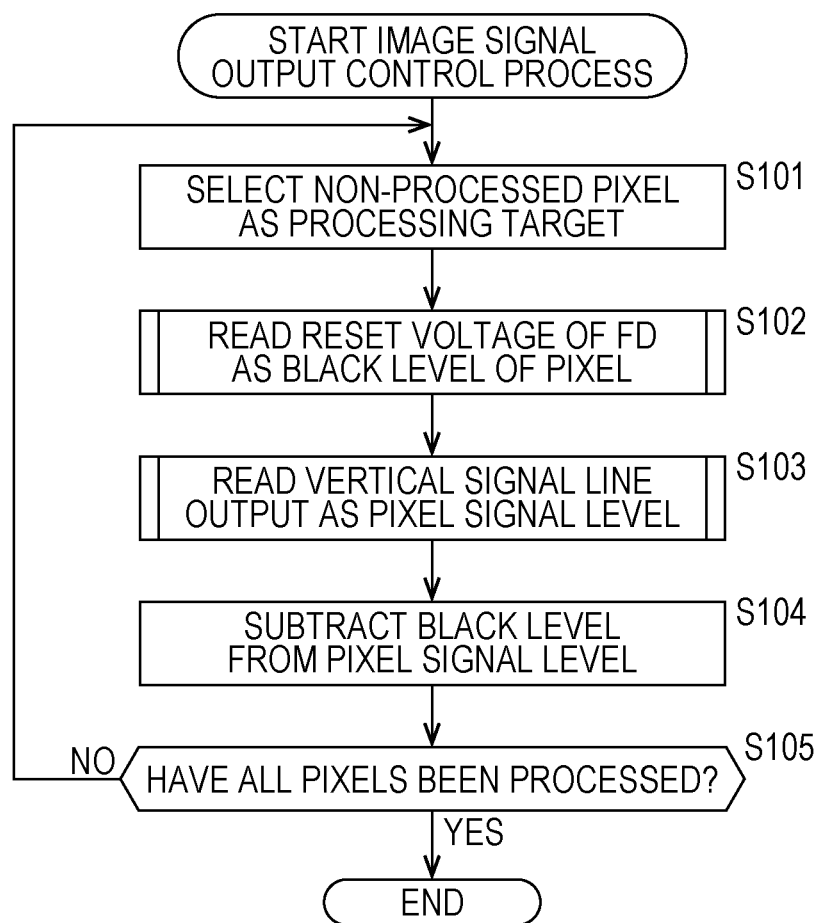 START IMAGE SIGNAL
OUTPUT CONTROL PROCESS
SELECT NON-PROCESSED PIXEL
AS PROCESSING TARGET
S101
READ RESET VOLTAGE OF FD
AS BLACK LEVEL OF PIXEL
S102
READ VERTICAL SIGNAL LINE
OUTPUT AS PIXEL SIGNAL LEVEL
S103
SUBTRACT BLACK LEVEL
FROM PIXEL SIGNAL LEVEL
S104
HAVE ALL PIXELS BEEN PROCESSED?
S105
NO
YES
END